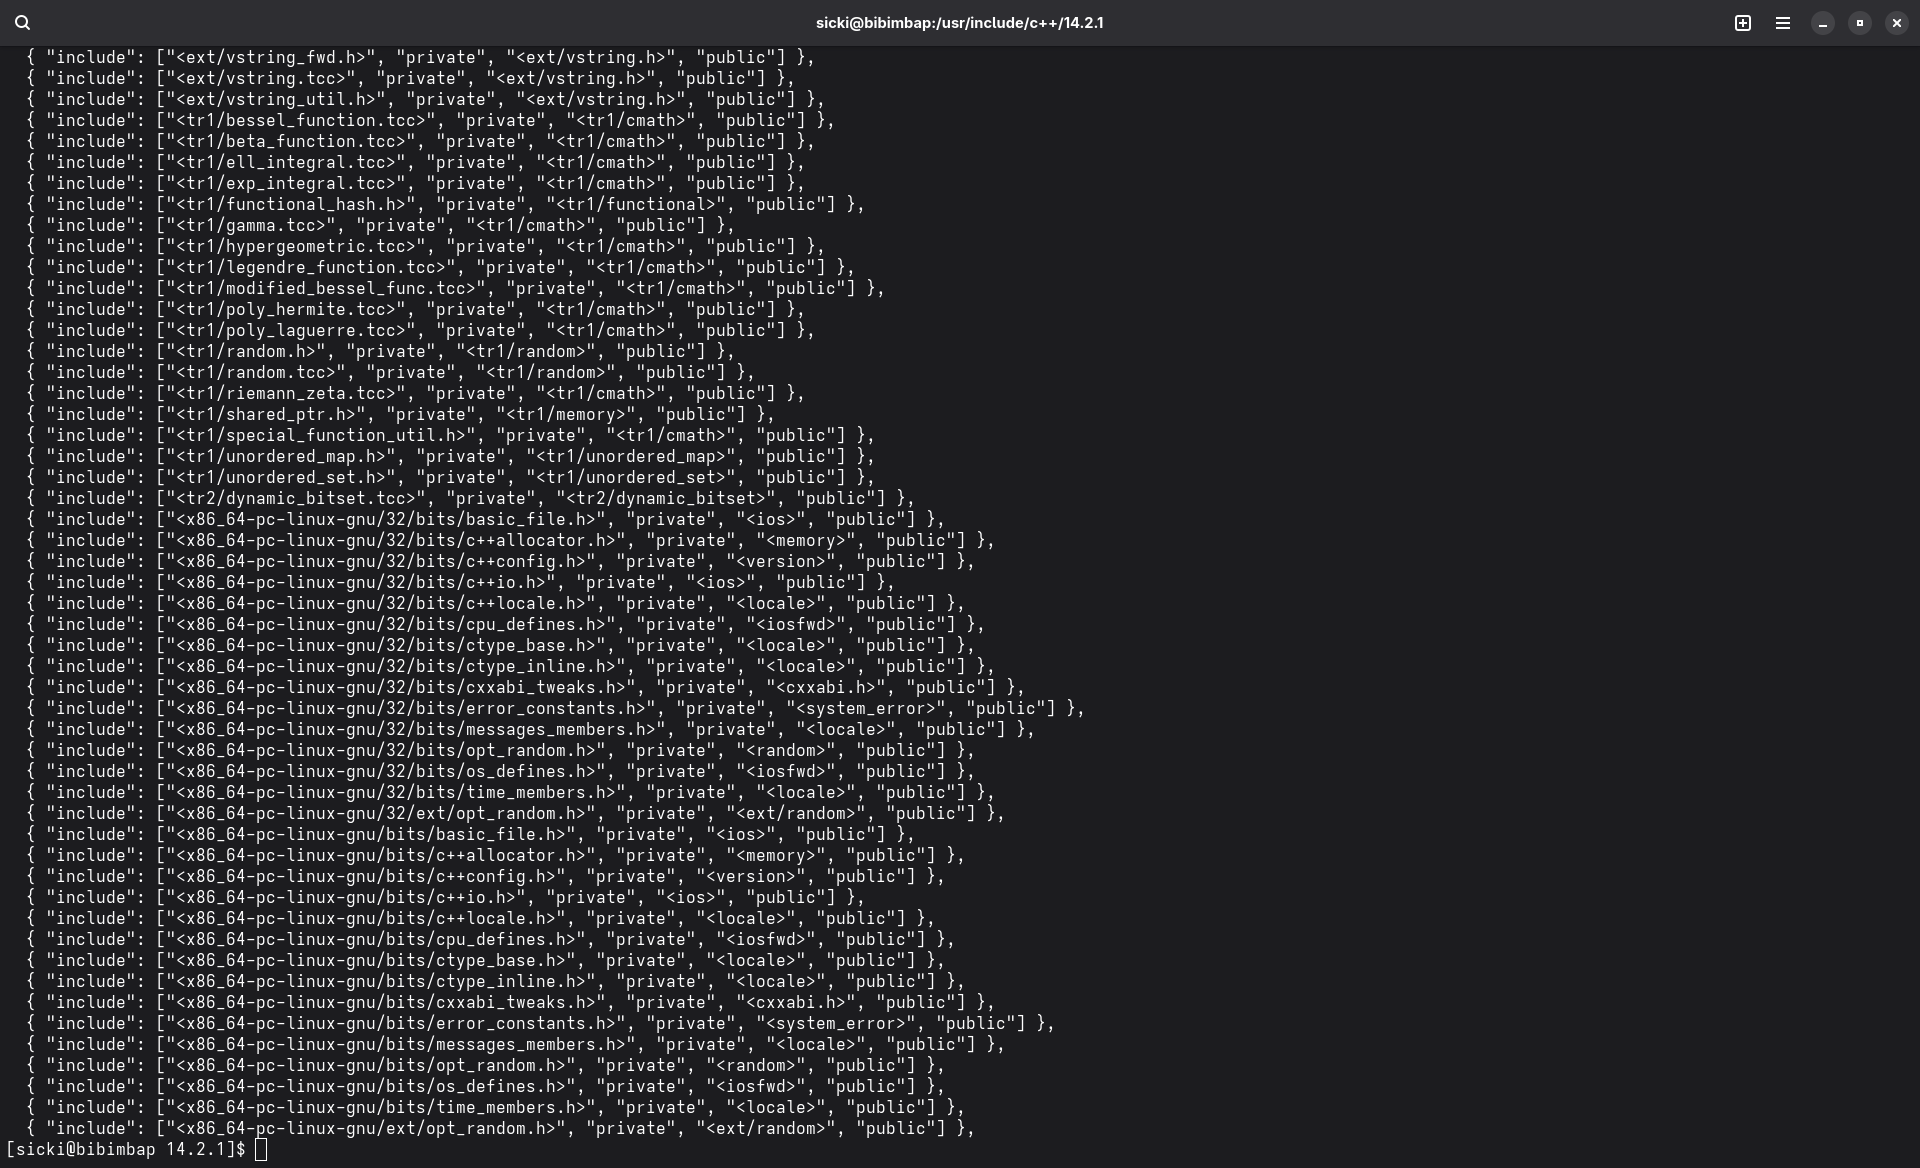 sicki@bibimbap:/usr/include/c++/14.2.1
{ "include": ["<ext/vstring_fwd.h>", "private", "<ext/vstring.h>", "public"] },
{ "include": ["<ext/vstring.tcc>", "private", "<ext/vstring.h>", "public"] },
{ "include": ["<ext/vstring_util.h>", "private", "<ext/vstring.h>", "public"] },
{ "include": ["<tr1/bessel_function.tcc>", "private", "<tr1/cmath>", "public"] },
{ "include": ["<tr1/beta_function.tcc>", "private", "<tr1/cmath>", "public"] },
{ "include": ["<tr1/ell_integral.tcc>", "private", "<tr1/cmath>", "public"] },
{ "include": ["<tr1/exp_integral.tcc>", "private", "<tr1/cmath>", "public"] },
{ "include": ["<tr1/functional_hash.h>", "private", "<tr1/functional>", "public"] },
{ "include": ["<tr1/gamma.tcc>", "private", "<tr1/cmath>", "public"] },
{ "include": ["<tr1/hypergeometric.tcc>", "private", "<tr1/cmath>", "public"] },
{ "include": ["<tr1/legendre_function.tcc>", "private", "<tr1/cmath>", "public"] },
{ "include": ["<tr1/modified_bessel_func.tcc>", "private", "<tr1/cmath>", "public"] },
{ "include": ["<tr1/poly_hermite.tcc>", "private", "<tr1/cmath>", "public"] },
{ "include": ["<tr1/poly_laguerre.tcc>", "private", "<tr1/cmath>", "public"] },
{ "include": ["<tr1/random.h>", "private", "<tr1/random>", "public"] },
{ "include": ["<tr1/random.tcc>", "private", "<tr1/random>", "public"] },
{ "include": ["<tr1/riemann_zeta.tcc>", "private", "<tr1/cmath>", "public"] },
{ "include": ["<tr1/shared_ptr.h>", "private", "<tr1/memory>", "public"] },
{ "include": ["<tr1/special_function_util.h>", "private", "<tr1/cmath>", "public"] },
{ "include": ["<tr1/unordered_map.h>", "private", "<tr1/unordered_map>", "public"] },
{ "include": ["<tr1/unordered_set.h>", "private", "<tr1/unordered_set>", "public"] },
{ "include": ["<tr2/dynamic_bitset.tcc>", "private", "<tr2/dynamic_bitset>", "public"] },
{ "include": ["<x86_64-pc-linux-gnu/32/bits/basic_file.h>", "private", "<ios>", "public"] },
{ "include": ["<x86_64-pc-linux-gnu/32/bits/c++allocator.h>", "private", "<memory>", "public"] },
{ "include": ["<x86_64-pc-linux-gnu/32/bits/c++config.h>", "private", "<version>", "public"] },
{ "include": ["<x86_64-pc-linux-gnu/32/bits/c++io.h>", "private", "<ios>", "public"] },
{ "include": ["<x86_64-pc-linux-gnu/32/bits/c++locale.h>", "private", "<locale>", "public"] },
{ "include": ["<x86_64-pc-linux-gnu/32/bits/cpu_defines.h>", "private", "<iosfwd>", "public"] },
{ "include": ["<x86_64-pc-linux-gnu/32/bits/ctype_base.h>", "private", "<locale>", "public"] },
{ "include": ["<x86_64-pc-linux-gnu/32/bits/ctype_inline.h>", "private", "<locale>", "public"] },
{ "include": ["<x86_64-pc-linux-gnu/32/bits/cxxabi_tweaks.h>", "private", "<cxxabi.h>", "public"] },
{ "include": ["<x86_64-pc-linux-gnu/32/bits/error_constants.h>", "private", "<system_error>", "public"] },
{ "include": ["<x86_64-pc-linux-gnu/32/bits/messages_members.h>", "private", "<locale>", "public"] },
{ "include": ["<x86_64-pc-linux-gnu/32/bits/opt_random.h>", "private", "<random>", "public"] },
{ "include": ["<x86_64-pc-linux-gnu/32/bits/os_defines.h>", "private", "<iosfwd>", "public"] },
{ "include": ["<x86_64-pc-linux-gnu/32/bits/time_members.h>", "private", "<locale>", "public"] },
{ "include": ["<x86_64-pc-linux-gnu/32/ext/opt_random.h>", "private", "<ext/random>", "public"] },
{ "include": ["<x86_64-pc-linux-gnu/bits/basic_file.h>", "private", "<ios>", "public"] },
{ "include": ["<x86_64-pc-linux-gnu/bits/c++allocator.h>", "private", "<memory>", "public"] },
{ "include": ["<x86_64-pc-linux-gnu/bits/c++config.h>", "private", "<version>", "public"] },
{ "include": ["<x86_64-pc-linux-gnu/bits/c++io.h>", "private", "<ios>", "public"] },
{ "include": ["<x86_64-pc-linux-gnu/bits/c++locale.h>", "private", "<locale>", "public"] },
{ "include": ["<x86_64-pc-linux-gnu/bits/cpu_defines.h>", "private", "<iosfwd>", "public"] },
{ "include": ["<x86_64-pc-linux-gnu/bits/ctype_base.h>", "private", "<locale>", "public"] },
{ "include": ["<x86_64-pc-linux-gnu/bits/ctype_inline.h>", "private", "<locale>", "public"] },
{ "include": ["<x86_64-pc-linux-gnu/bits/cxxabi_tweaks.h>", "private", "<cxxabi.h>", "public"] },
{ "include": ["<x86_64-pc-linux-gnu/bits/error_constants.h>", "private", "<system_error>", "public"] },
{ "include": ["<x86_64-pc-linux-gnu/bits/messages_members.h>", "private", "<locale>", "public"] },
{ "include": ["<x86_64-pc-linux-gnu/bits/opt_random.h>", "private", "<random>", "public"] },
{ "include": ["<x86_64-pc-linux-gnu/bits/os_defines.h>", "private", "<iosfwd>", "public"] },
{ "include": ["<x86_64-pc-linux-gnu/bits/time_members.h>", "private", "<locale>", "public"] },
{ "include": ["<x86_64-pc-linux-gnu/ext/opt_random.h>", "private", "<ext/random>", "public"] },
[sicki@bibimbap 14.2.1]$